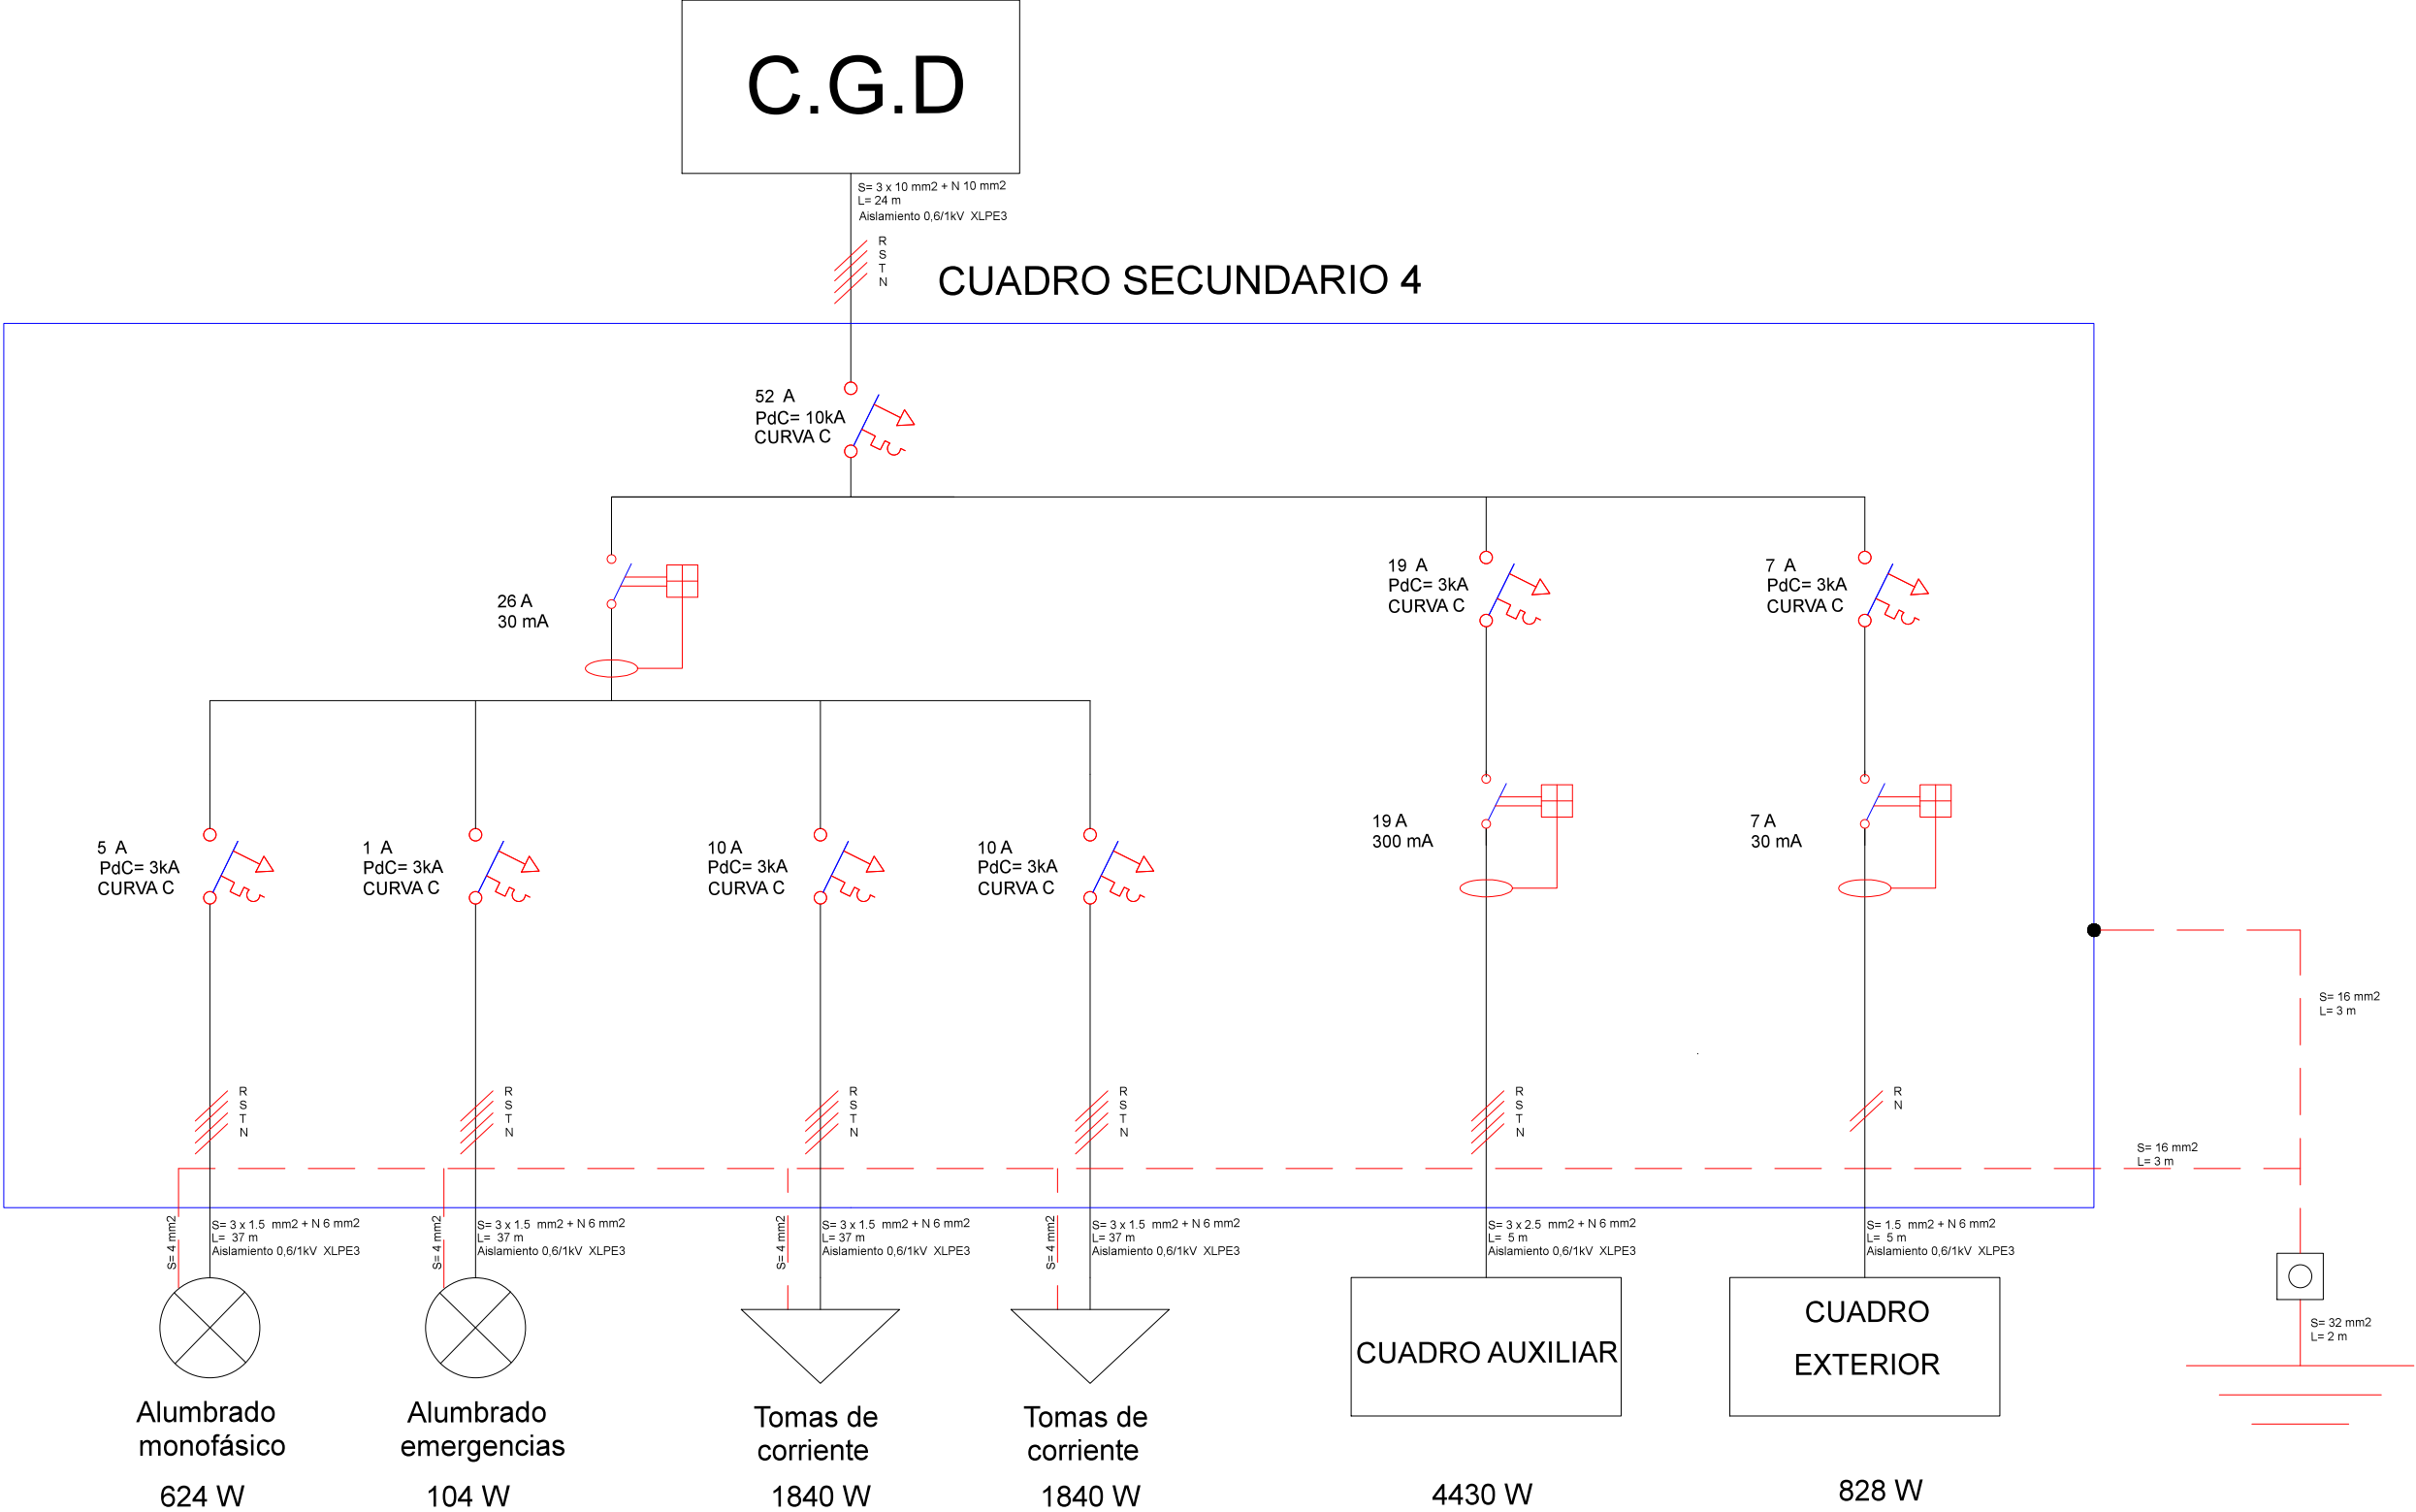 C.G.D
S= 3 x 10 mm2 + N 10 mm2
L= 24 m
Aislamiento 0,6/1kV XLPE3
R
S
T
N
CUADRO SECUNDARIO 4
52 A
PdC= 10kA
CURVA C
26 A
30 mA
19 A
PdC= 3kA
CURVA C
7 A
PdC= 3kA
CURVA C
5 A
PdC= 3kA
CURVA C
1 A
PdC= 3kA
CURVA C
10 A
PdC= 3kA
CURVA C
10 A
PdC= 3kA
CURVA C
19 A
300 mA
7 A
30 mA
R
S
T
N
R
S
T
N
R
S
T
N
R
S
T
N
R
S
T
N
R
N
S= 16 mm2
L= 3 m
S= 16 mm2
L= 3 m
S= 4 mm2
S= 3 x 1.5 mm2 + N 6 mm2
L= 37 m
Aislamiento 0,6/1kV XLPE3
S= 4 mm2
S= 3 x 1.5 mm2 + N 6 mm2
L= 37 m
Aislamiento 0,6/1kV XLPE3
S= 4 mm2
S= 3 x 1.5 mm2 + N 6 mm2
L= 37 m
Aislamiento 0,6/1kV XLPE3
S= 4 mm2
S= 3 x 1.5 mm2 + N 6 mm2
L= 37 m
Aislamiento 0,6/1kV XLPE3
S= 3 x 2.5 mm2 + N 6 mm2
L= 5 m
Aislamiento 0,6/1kV XLPE3
S= 1.5 mm2 + N 6 mm2
L= 5 m
Aislamiento 0,6/1kV XLPE3
S= 32 mm2
L= 2 m
Alumbrado
monofásico
624 W
Alumbrado
emergencias
104 W
Tomas de
corriente
1840 W
Tomas de
corriente
1840 W
CUADRO AUXILIAR
4430 W
CUADRO
EXTERIOR
828 W